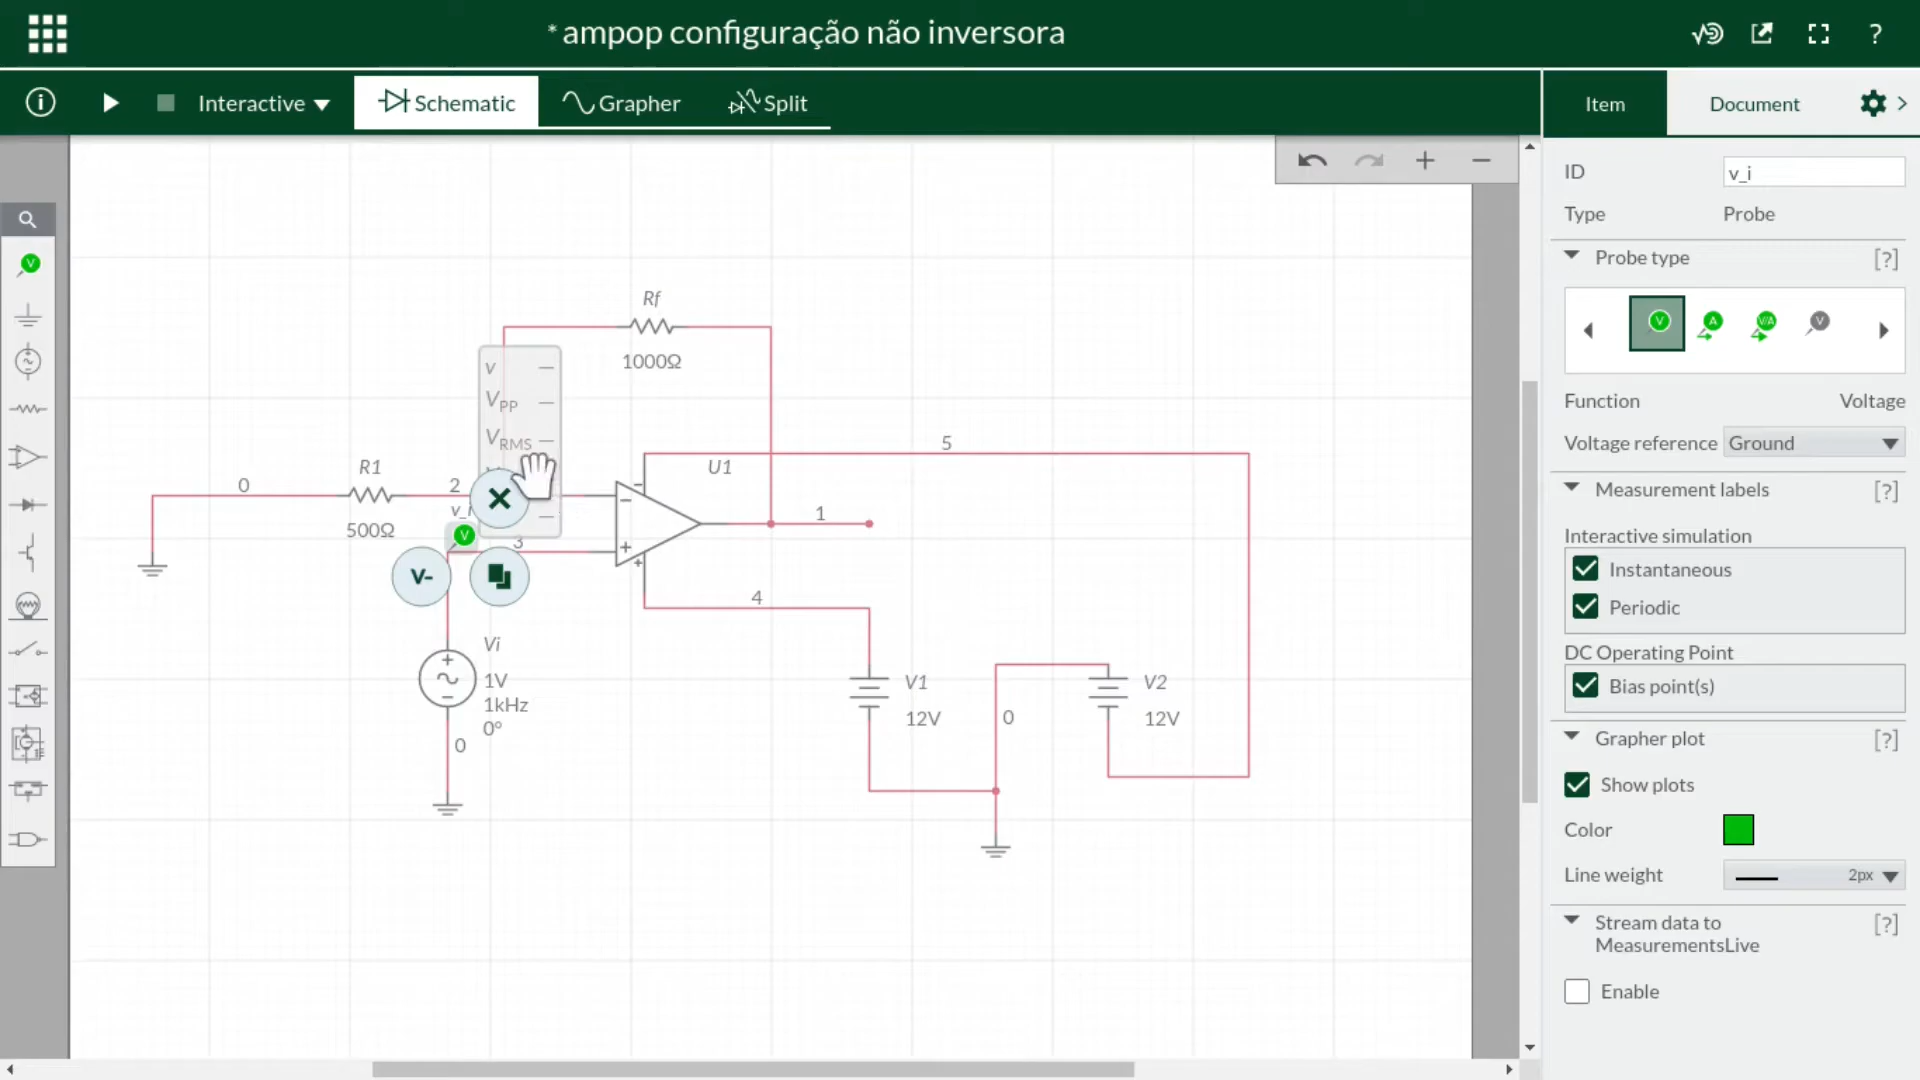 * ampop configuração não inversora
?
Interactive
Schematic
Grapher
Split
Item
Document
ID
v_i
Type
Probe
Probe type
[?]
V
A
V/A
V
Function
Voltage
Voltage reference
Ground
Measurement labels
[?]
Interactive simulation
Instantaneous
Periodic
DC Operating Point
Bias point(s)
Grapher plot
[?]
Show plots
Color
Line weight
2px
Stream data to
MeasurementsLive
[?]
Enable
V
Rf
1000Ω
v —
VPP —
VRMS —
—
R1
500Ω
0
2
v_i
V
V-
3
U1
5
1
4
Vi
1V
1kHz
0°
0
V1
12V
0
V2
12V